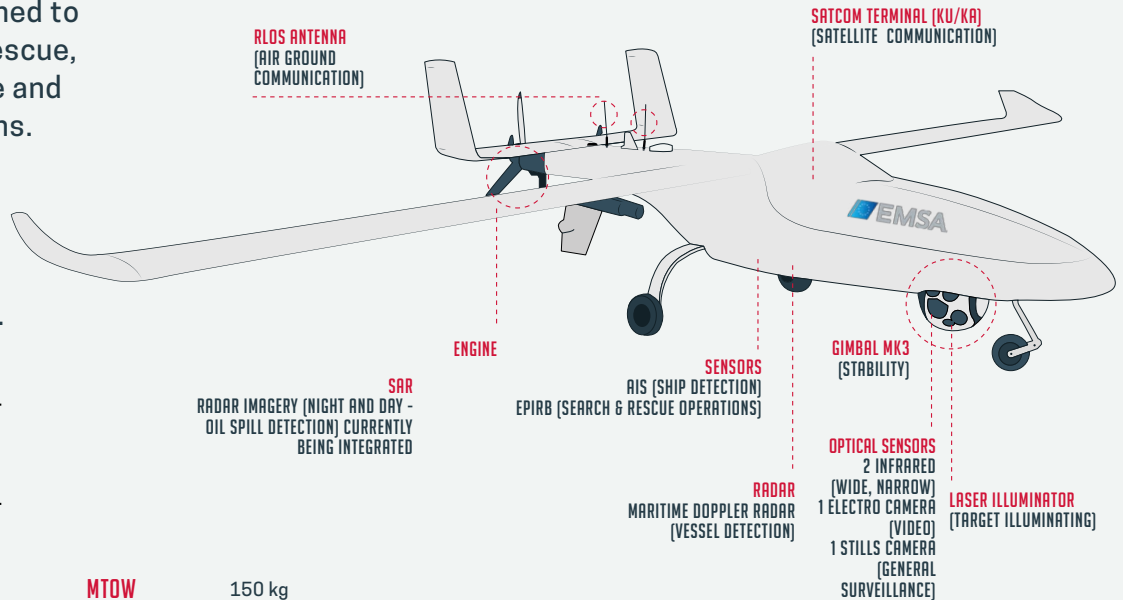 ned to
escue,
e and
ns.
RLOS ANTENNA
(AIR GROUND
COMMUNICATION)
SATCOM TERMINAL (KU/KA)
(SATELLITE COMMUNICATION)
EMSA
ENGINE
SAR
RADAR IMAGERY (NIGHT AND DAY -
OIL SPILL DETECTION) CURRENTLY
BEING INTEGRATED
SENSORS
AIS (SHIP DETECTION)
EPIRB (SEARCH & RESCUE OPERATIONS)
RADAR
MARITIME DOPPLER RADAR
(VESSEL DETECTION)
GIMBAL MK3
(STABILITY)
OPTICAL SENSORS
2 INFRARED
(WIDE, NARROW)
1 ELECTRO CAMERA
(VIDEO)
1 STILLS CAMERA
(GENERAL
SURVEILLANCE)
LASER ILLUMINATOR
(TARGET ILLUMINATING)
MTOW 150 kg